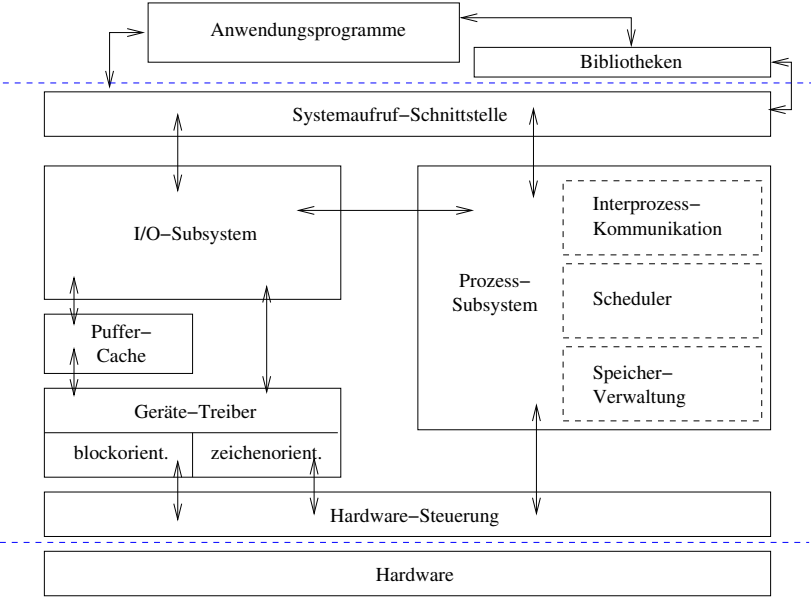 Anwendungsprogramme
Bibliotheken
Systemaufruf−Schnittstelle
I/O−Subsystem
Prozess−
Subsystem
Interprozess−
Kommunikation
Scheduler
Speicher−
Verwaltung
Puffer−
Cache
Geräte−Treiber
blockorient.
zeichenorient.
Hardware−Steuerung
Hardware